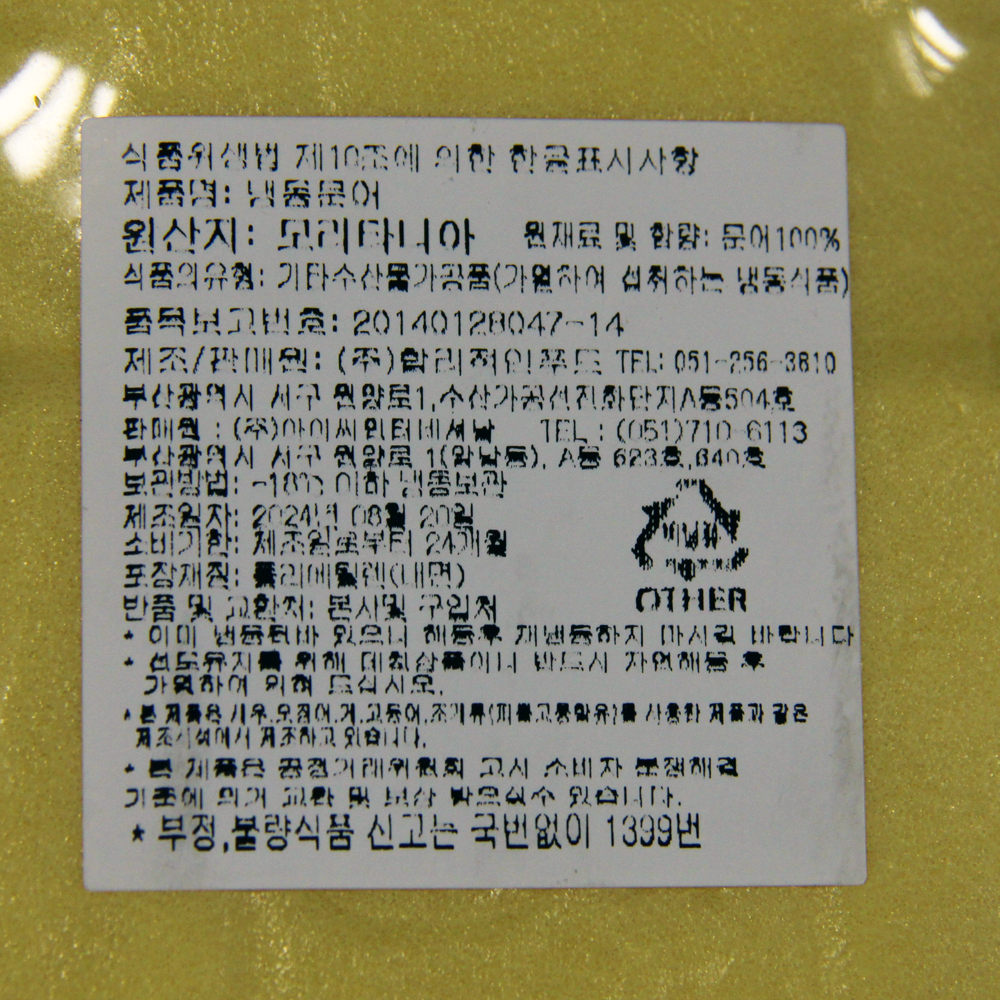 식품위생법 제10조에 의한 한글표시사항
제품명: 냉동문어
원산지: 모리타니아 원재료 및 함량: 문어100%
식품의유형: 기타수산물가공품(가열하여 섭취하는 냉동식품)
품목보고번호: 20140128047-14
제조/판매원: (주)할리적인푸드 TEL: 051-256-3810
부산광역시 서구 원양로1,수산가공선진화단지A동504호
판매원 : (주)아이씨인터내셔날 TEL : (051)710-6113
부산광역시 서구 원양로 1(암남동), A동 623호,640호
보관방법: -18℃ 이하 냉동보관
제조일자: 2024년 08월 20일
소비기한: 제조일로부터 24개월
포장재질: 폴리에틸렌(내면)
OTHER
반품 및 교환처: 본사및 구입처
* 이미 냉동된바 있으니 해동후 재냉동하지 마시길 바랍니다
* 선도유지를 위해 데친상품이니 반드시 자연해동 후
가열하여 익혀 드십시오.
* 본 제품은 새우,오징어,게,고등어,조개류(피홍합포함)를 사용한 제품과 같은
제조시설에서 제조하고 있습니다.
* 본 제품은 공정거래위원회 고시 소비자 분쟁해결
기준에 의거 교환 및 보상 받으실수 있습니다.
* 부정,불량식품 신고는 국번없이 1399번